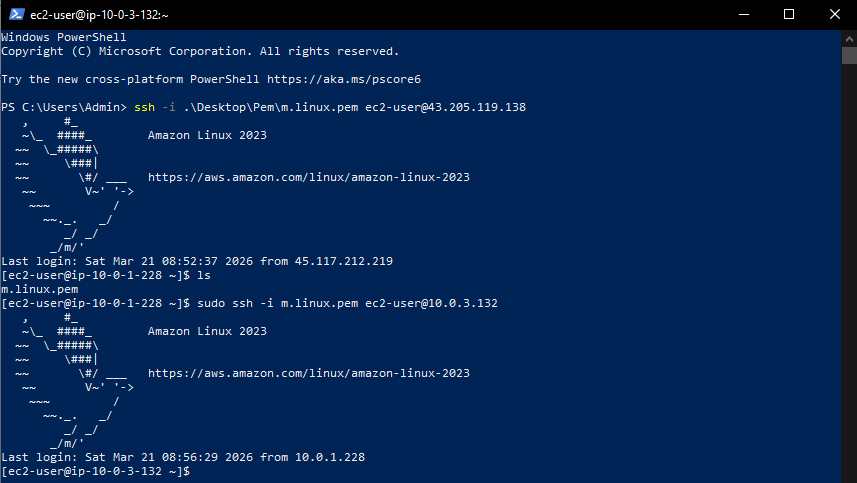 ec2-user@ip-10-0-3-132:~
Windows PowerShell
Copyright (C) Microsoft Corporation. All rights reserved.
Try the new cross-platform PowerShell https://aka.ms/pscore6
PS C:\Users\Admin> ssh -i .\Desktop\Pem\m.linux.pem ec2-user@43.205.119.138
   ,     #_
   ~\_  ####_        Amazon Linux 2023
  ~~  \_#####\
  ~~     \###|
  ~~       \#/ ___   https://aws.amazon.com/linux/amazon-linux-2023
   ~~       V~' '->
    ~~~         /
      ~~._.   _/
         _/ _/
       _/m/'
Last login: Sat Mar 21 08:52:37 2026 from 45.117.212.219
[ec2-user@ip-10-0-1-228 ~]$ ls
m.linux.pem
[ec2-user@ip-10-0-1-228 ~]$ sudo ssh -i m.linux.pem ec2-user@10.0.3.132
   ,     #_
   ~\_  ####_        Amazon Linux 2023
  ~~  \_#####\
  ~~     \###|
  ~~       \#/ ___   https://aws.amazon.com/linux/amazon-linux-2023
   ~~       V~' '->
    ~~~         /
      ~~._.   _/
         _/ _/
       _/m/'
Last login: Sat Mar 21 08:56:29 2026 from 10.0.1.228
[ec2-user@ip-10-0-3-132 ~]$